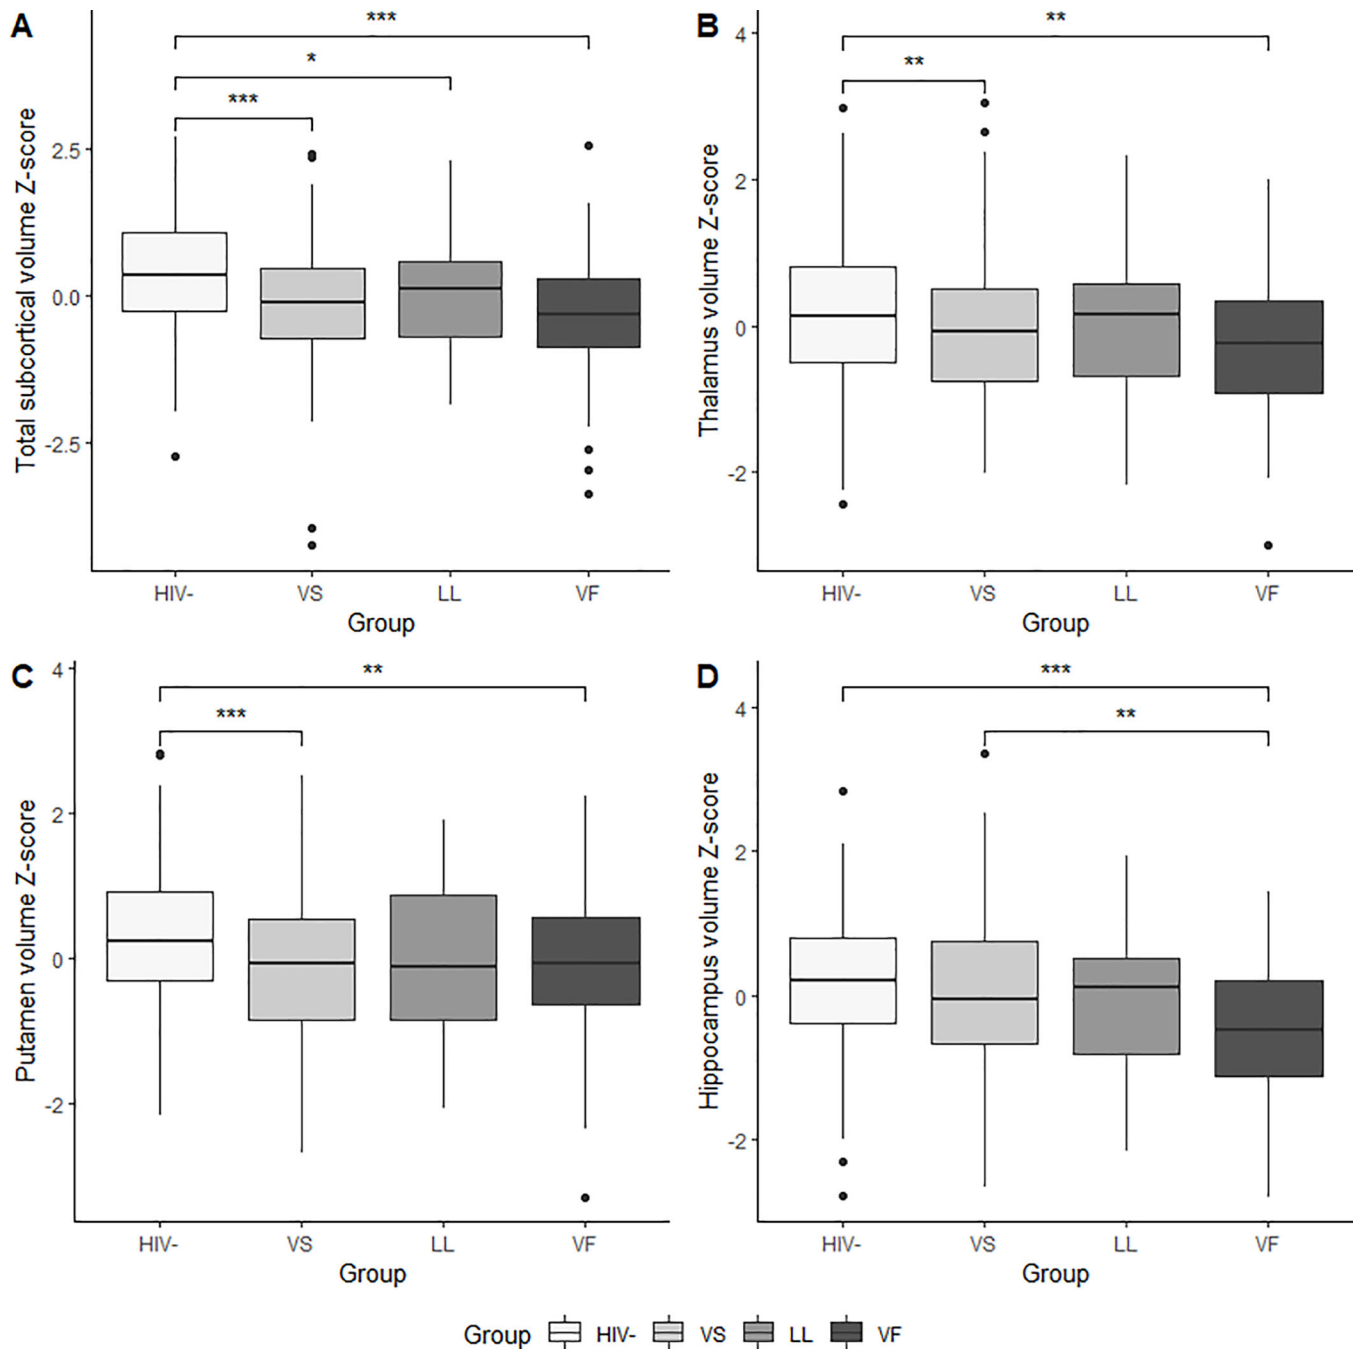 A
***
*
***
Total subcortical volume Z-score
2.5
0.0
-2.5
HIV- VS LL VF
Group
B
**
**
Thalamus volume Z-score
4
2
0
-2
HIV- VS LL VF
Group
C
**
***
Putamen volume Z-score
4
2
0
-2
HIV- VS LL VF
Group
D
***
**
Hippocampus volume Z-score
4
2
0
-2
HIV- VS LL VF
Group
Group HIV- VS LL VF